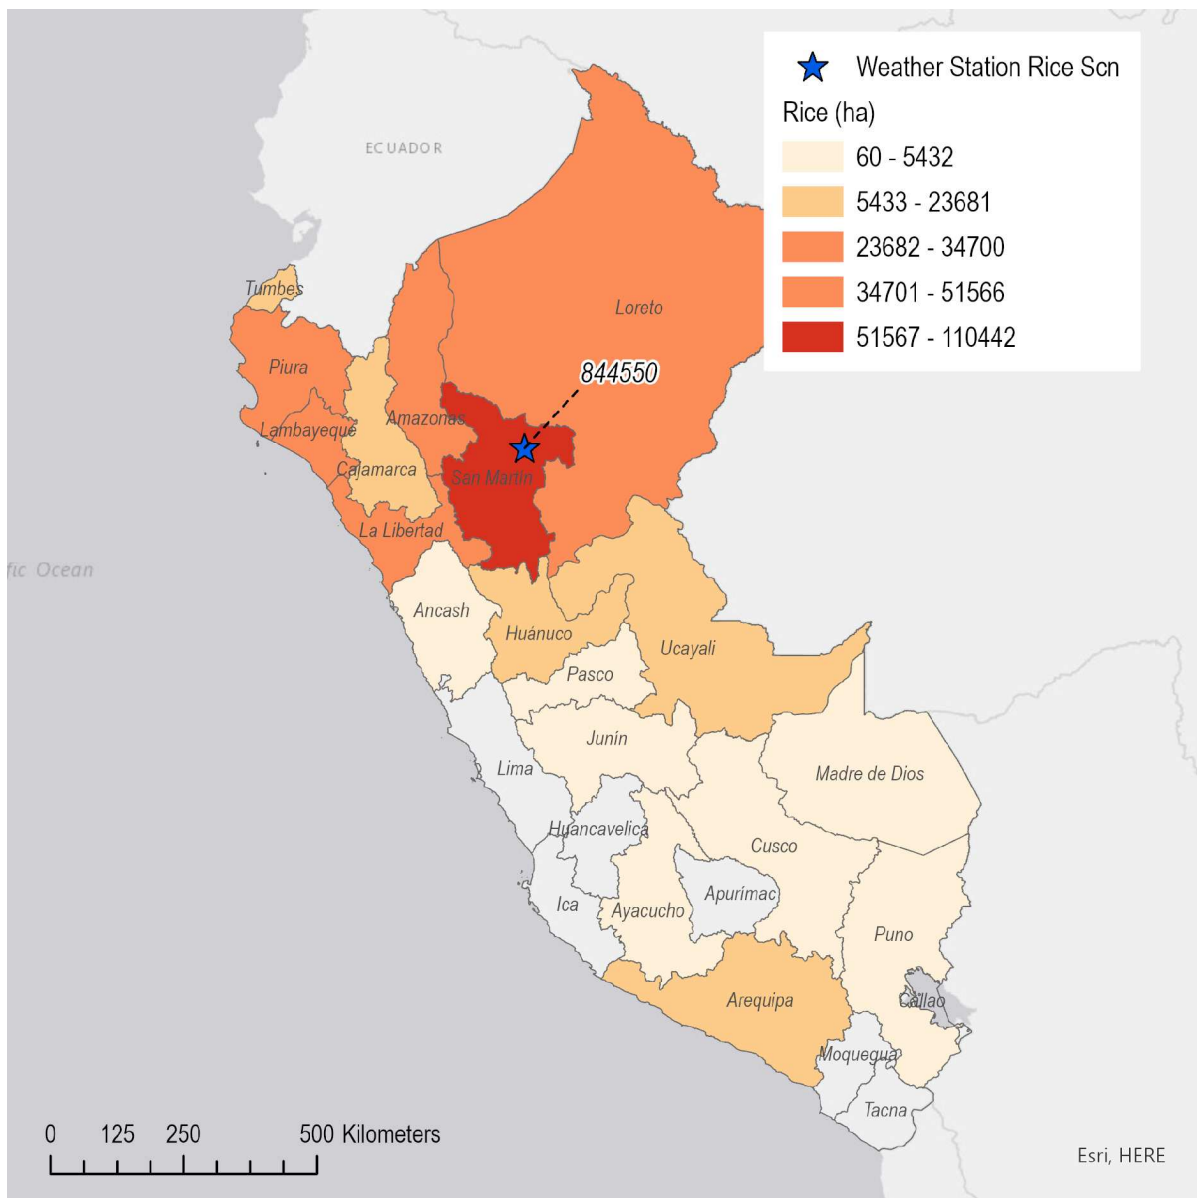 Weather Station Rice Scn
Rice (ha)
60 - 5432
5433 - 23681
23682 - 34700
34701 - 51566
51567 - 110442
ECUADOR
Tumbes
Loreto
Piura
844550
Amazonas
Lambayeque
Cajamarca
San Martín
La Libertad
fic Ocean
Ancash
Huánuco
Ucayali
Pasco
Junín
Lima
Madre de Dios
Huancavelica
Cusco
Apurímac
Ica
Ayacucho
Puno
Arequipa
Callao
Moquegua
Tacna
0 125 250 500 Kilometers
Esri, HERE